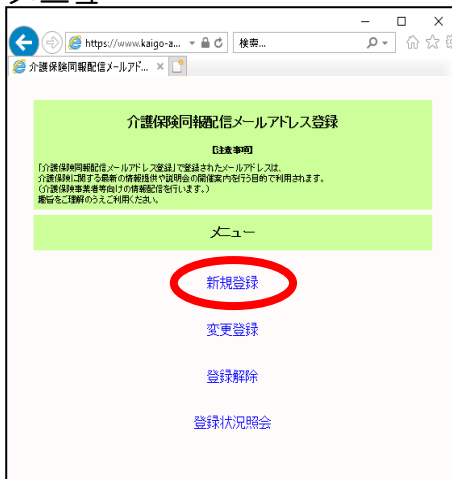 メニュー
https://www.kaigo-a...
検索...
介護保険同報配信メールアドレ...
介護保険同報配信メールアドレス登録
【注意事項】
「介護保険同報配信メールアドレス登録」で登録されたメールアドレスは、
介護保険に関する最新の情報提供や説明会の開催案内を行う目的で利用されます。
（介護保険事業者等向けの情報配信を行います。）
趣旨をご理解のうえご利用ください。
メニュー
新規登録
変更登録
登録解除
登録状況照会